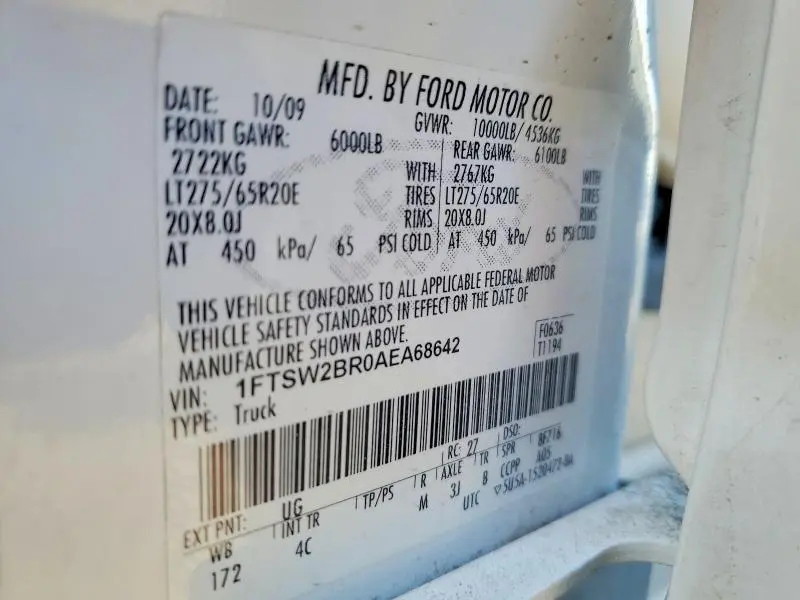 MFD. BY FORD MOTOR CO.
DATE: 10/09 GVWR: 10000LB/ 4536KG
FRONT GAWR: 6000LB REAR GAWR: 6100LB
2722KG WITH 2767KG WITH
LT275/65R20E TIRES LT275/65R20E TIRES
20X8.0J RIMS 20X8.0J RIMS
AT 450 kPa/ 65 PSI COLD AT 450 kPa/ 65 PSI COLD
THIS VEHICLE CONFORMS TO ALL APPLICABLE FEDERAL MOTOR
VEHICLE SAFETY STANDARDS IN EFFECT ON THE DATE OF
MANUFACTURE SHOWN ABOVE.
F0636
T1194
VIN: 1FTSW2BR0AEA68642
TYPE: Truck
RC: 27 DSO:
EXT PNT: UG
WB INT TR TP/PS R AXLE TR SPR BF716
172 4C M 3J B CCPP A05
UTC ▽5USA-1520472-BA